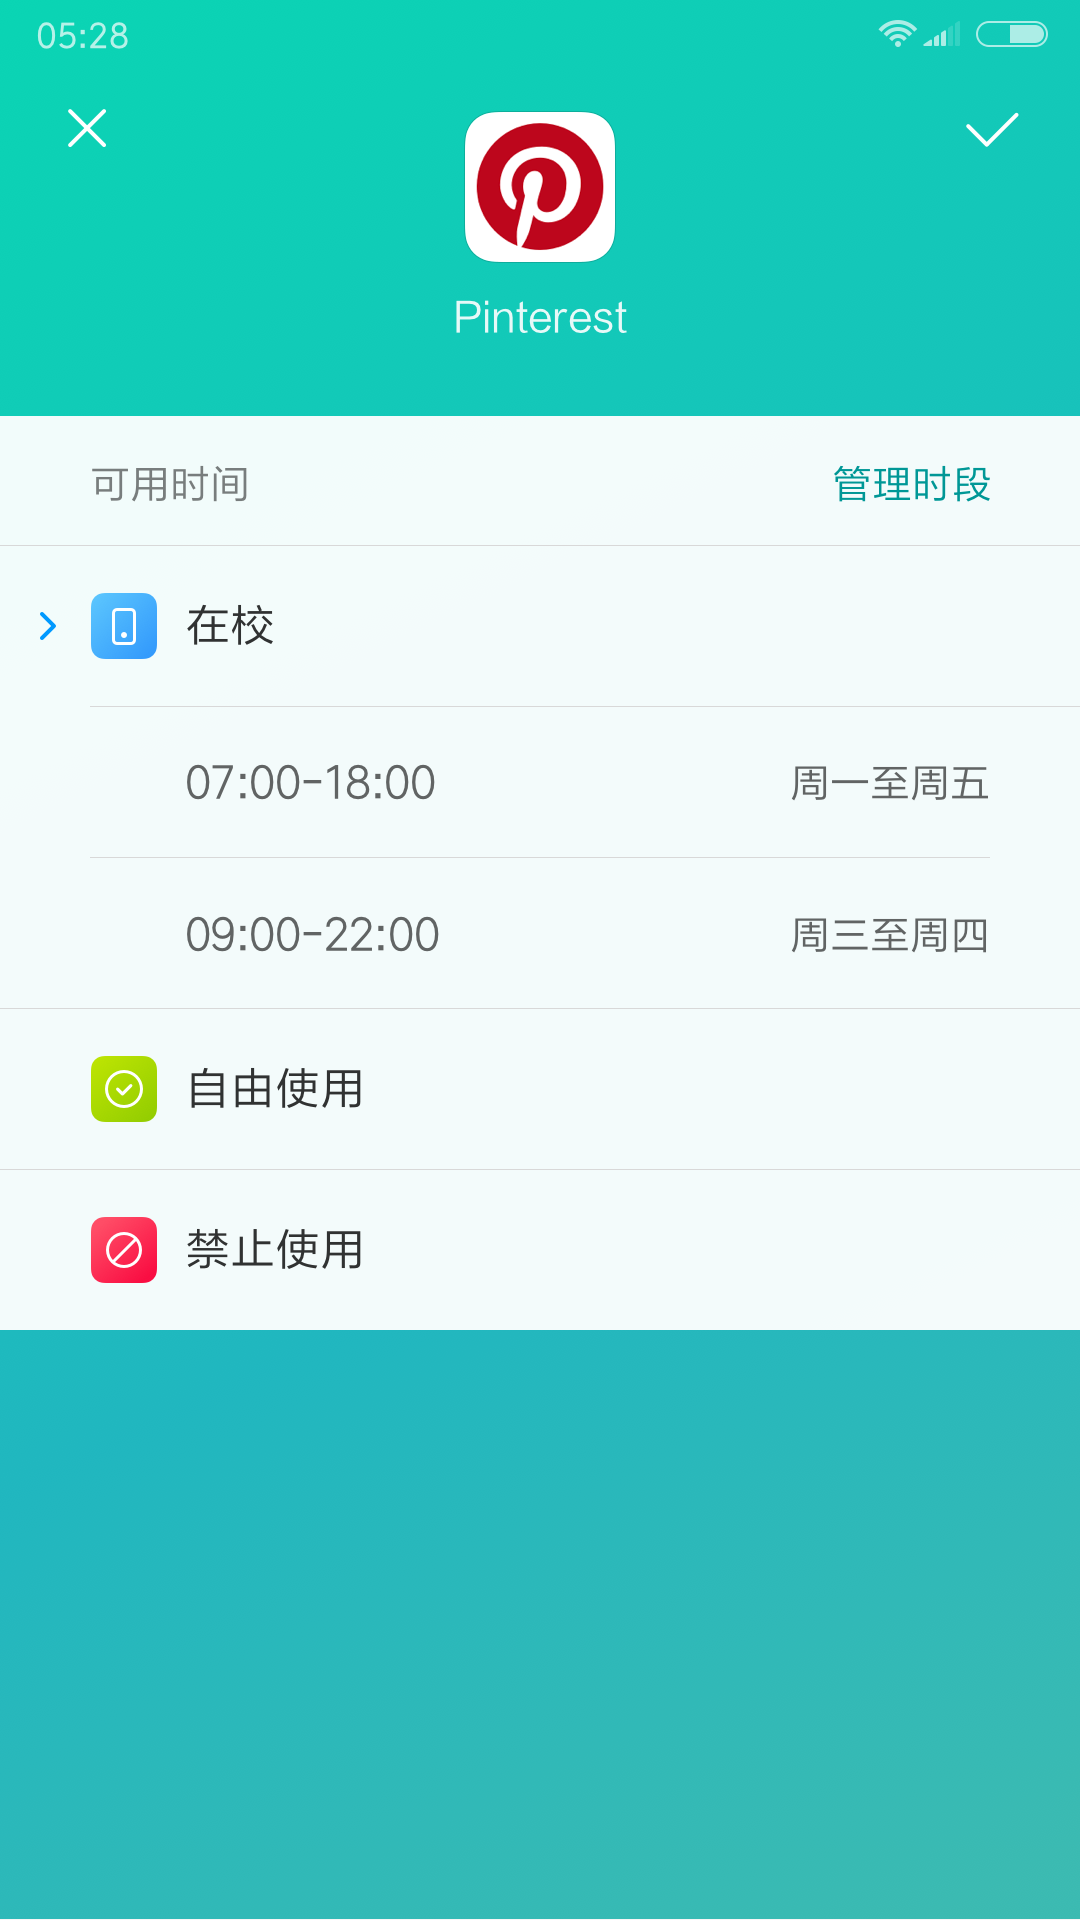 05:28
Pinterest
可用时间 管理时段
在校
07:00-18:00 周一至周五
09:00-22:00 周三至周四
自由使用
禁止使用